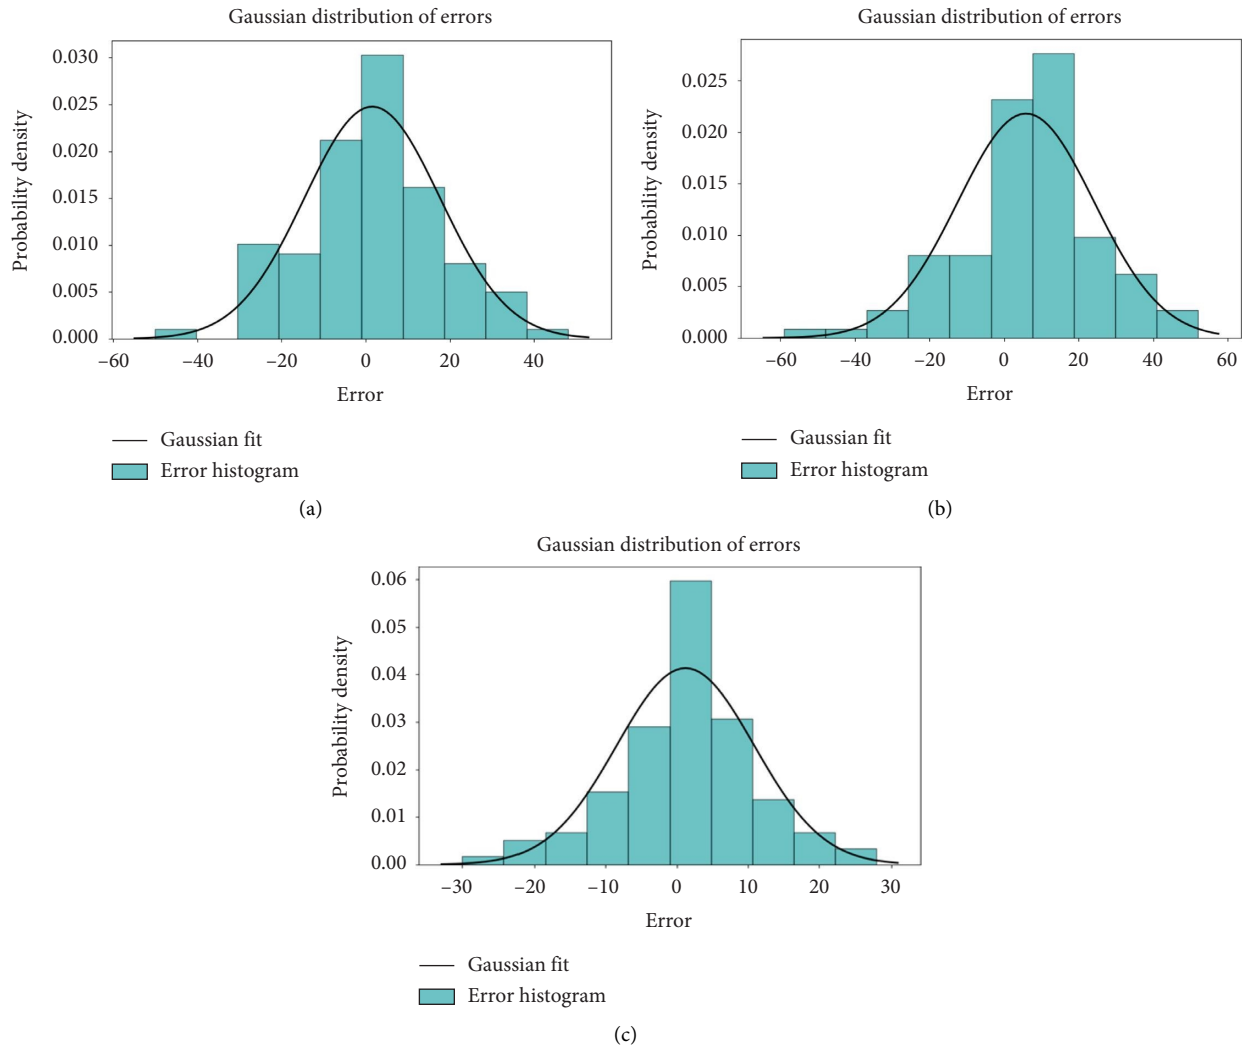 Gaussian distribution of errors
0.030
0.025
0.020
0.015
0.010
0.005
0.000
Probability density
–60
–40
–20
0
20
40
Error
Gaussian fit
Error histogram
(a)
Gaussian distribution of errors
0.025
0.020
0.015
0.010
0.005
0.000
Probability density
–60
–40
–20
0
20
40
60
Error
Gaussian fit
Error histogram
(b)
Gaussian distribution of errors
0.06
0.05
0.04
0.03
0.02
0.01
0.00
Probability density
–30
–20
–10
0
10
20
30
Error
Gaussian fit
Error histogram
(c)